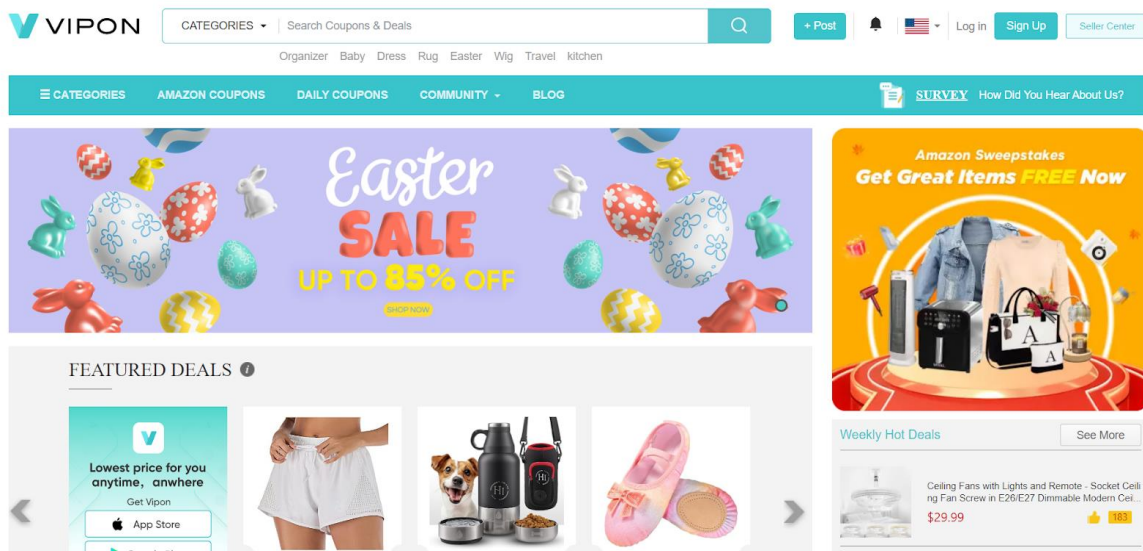 VIPON
CATEGORIES
Search Coupons & Deals
+ Post
Log in
Sign Up
Seller Center
Organizer Baby Dress Rug Easter Wig Travel kitchen
CATEGORIES
AMAZON COUPONS
DAILY COUPONS
COMMUNITY
BLOG
SURVEY How Did You Hear About Us?
Easter
SALE
UP TO 85% OFF
SHOP NOW
Amazon Sweepstakes
Get Great Items FREE Now
A
A
FEATURED DEALS i
Lowest price for you
anytime, anwhere
Get Vipon
App Store
Weekly Hot Deals
See More
Ceiling Fans with Lights and Remote - Socket Ceili
ng Fan Screw in E26/E27 Dimmable Modern Cei...
$29.99
183